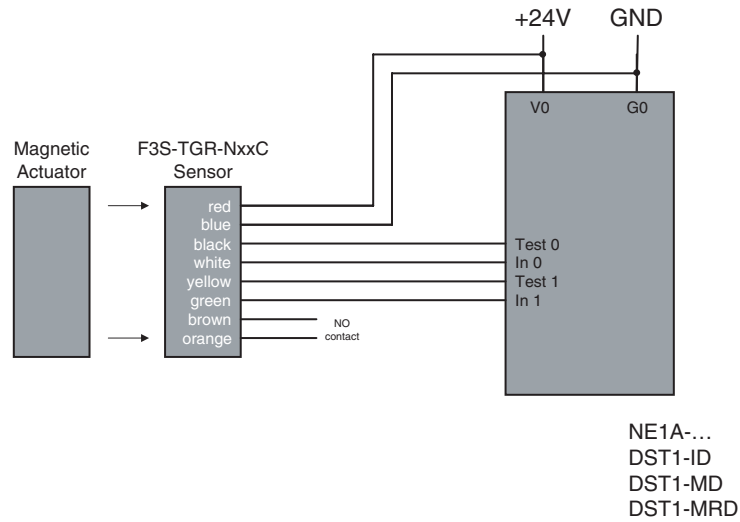 +24V GND
V0 G0
Magnetic
Actuator
F3S-TGR-NxxC
Sensor
red
blue
black
white
yellow
green
brown
orange
NO
contact
Test 0
In 0
Test 1
In 1
NE1A-…
DST1-ID
DST1-MD
DST1-MRD